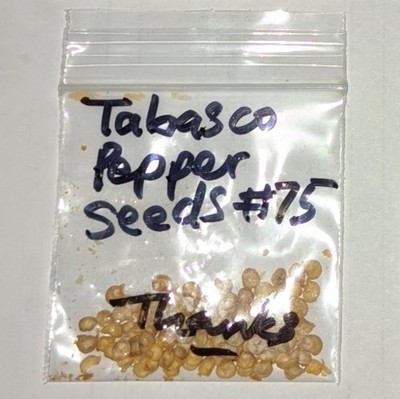 Tabasco
Pepper
seeds #75
Thanks